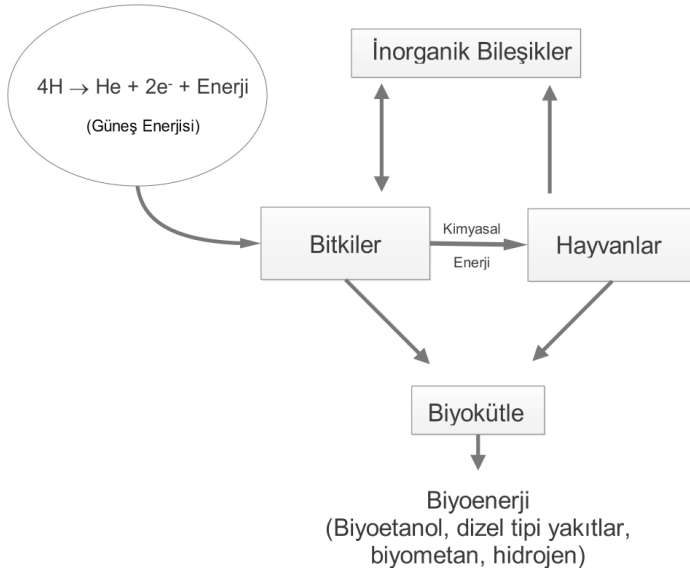 4H → He + 2e⁻ + Enerji
(Güneş Enerjisi)
İnorganik Bileşikler
Bitkiler
Kimyasal
Enerji
Hayvanlar
Biyokütle
Biyoenerji
(Biyoetanol, dizel tipi yakıtlar,
biyometan, hidrojen)